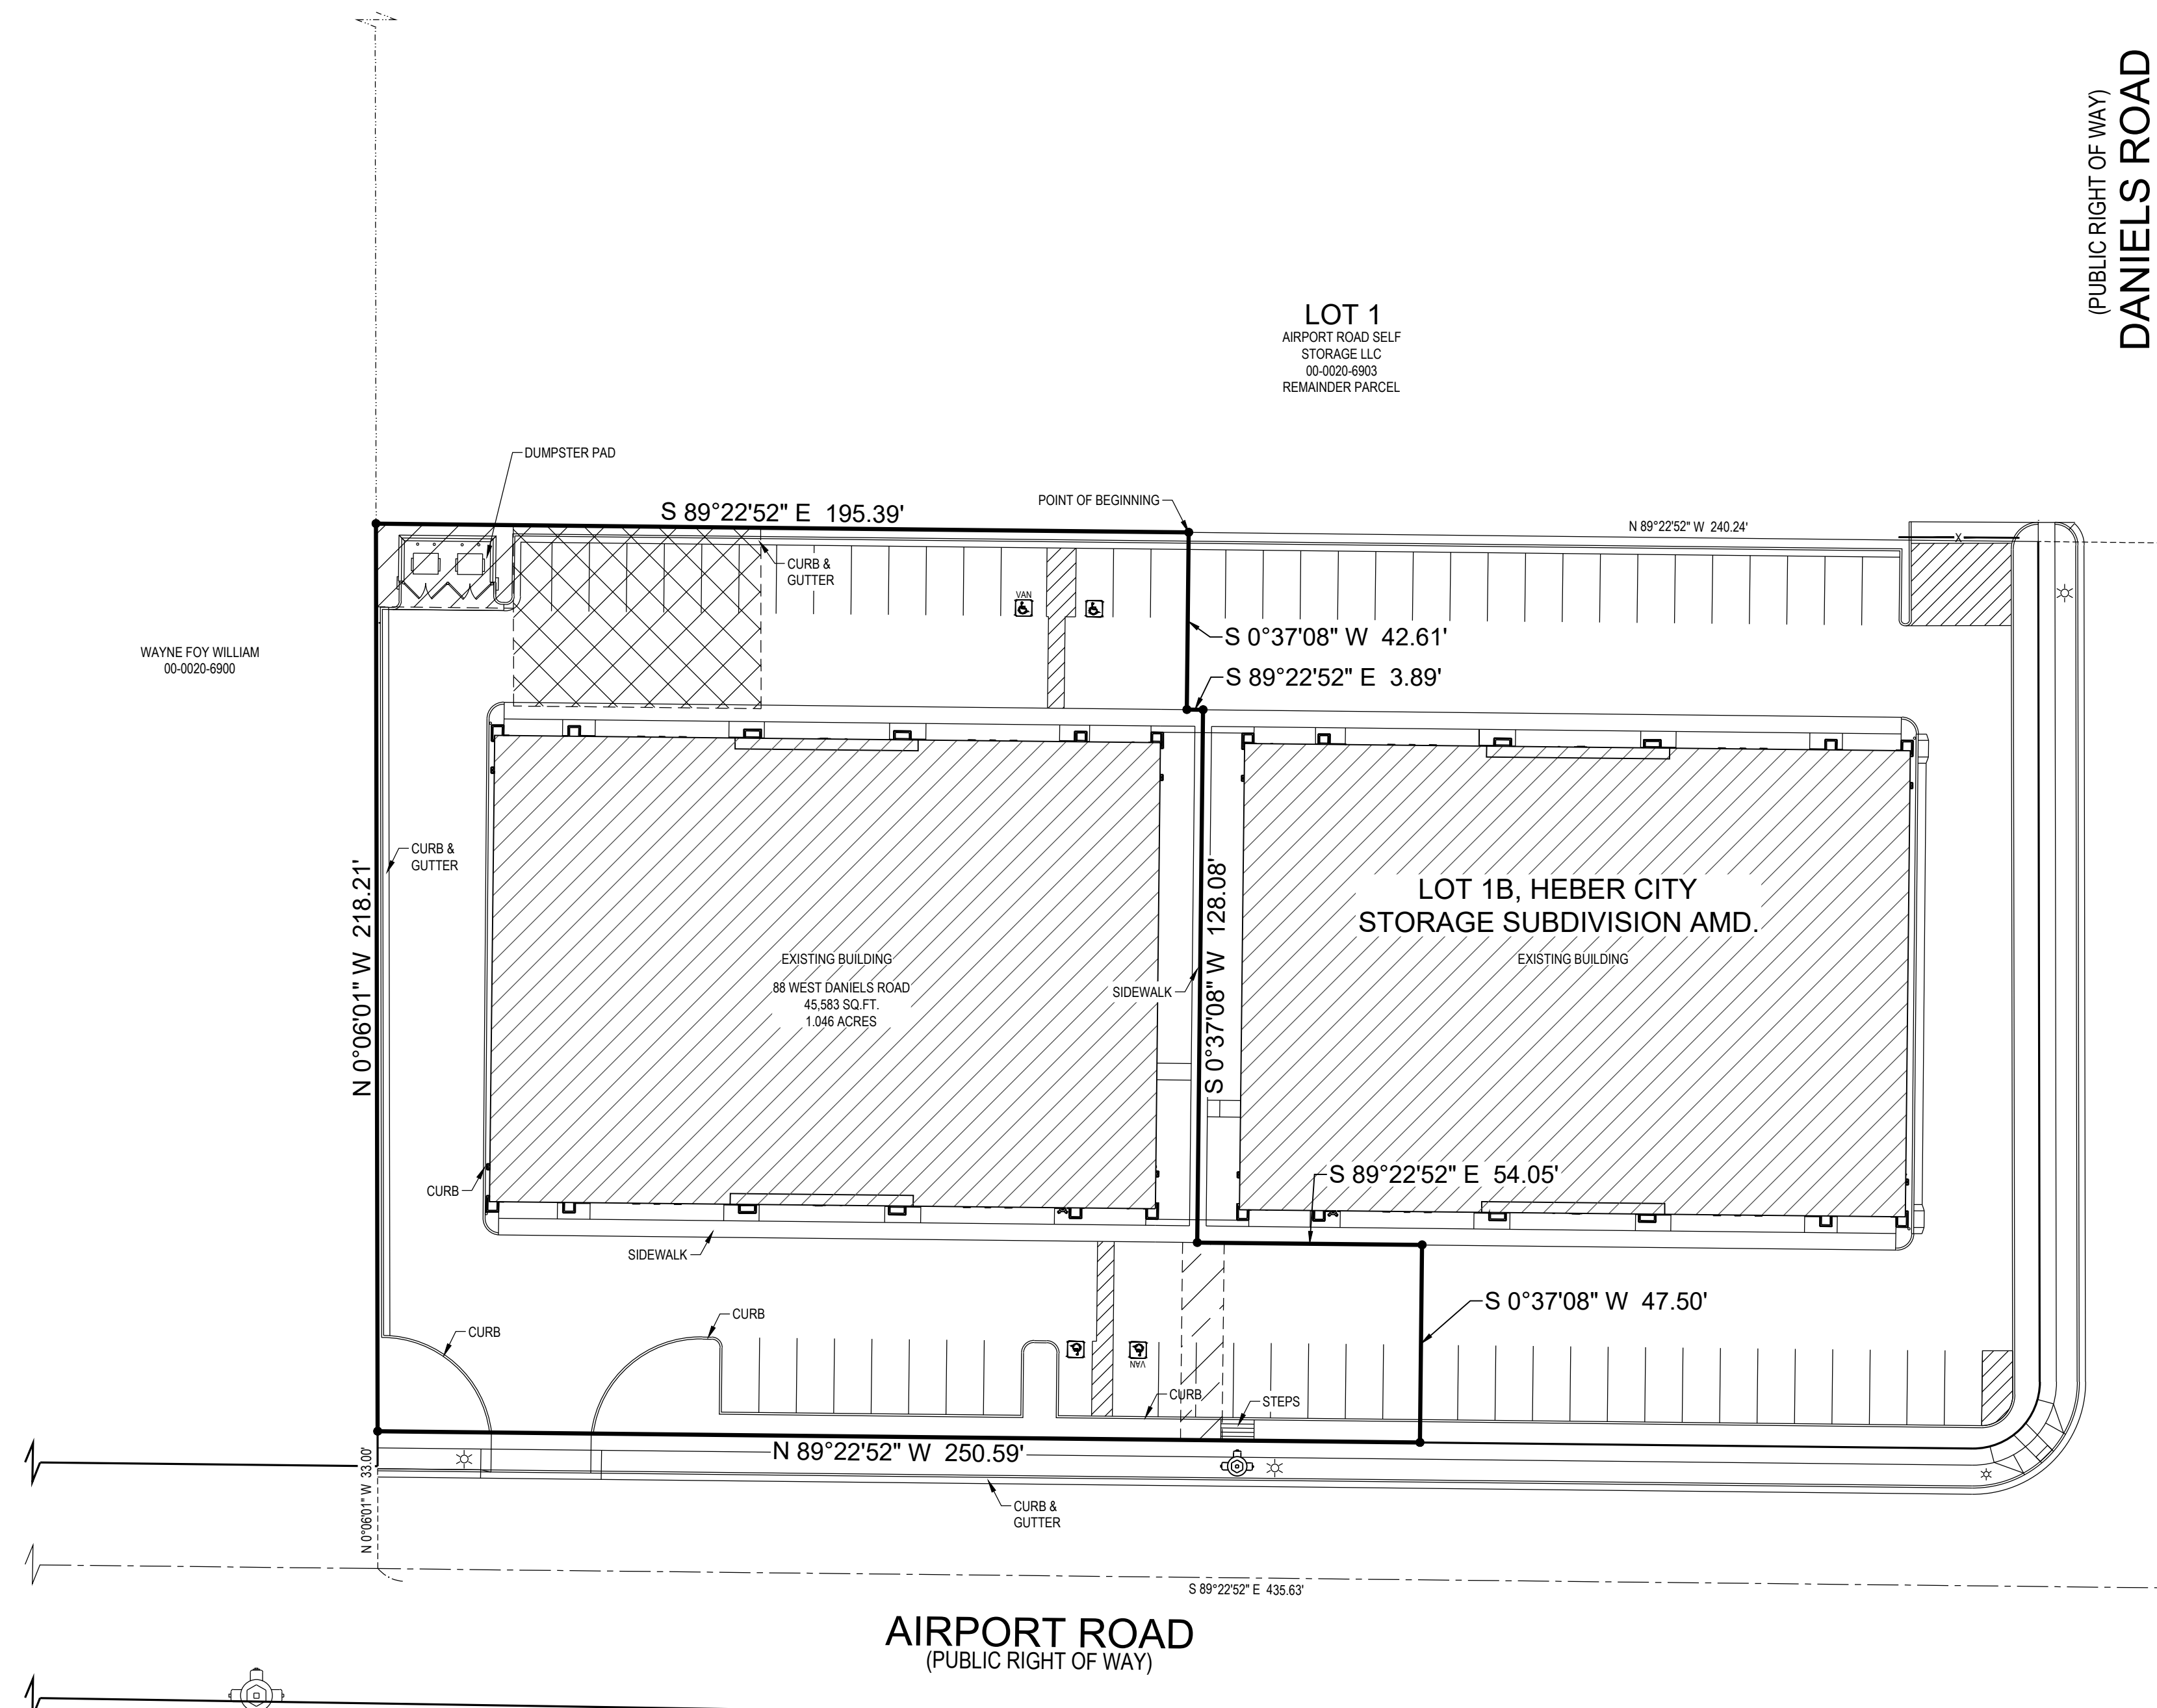 (PUBLIC RIGHT OF WAY)
DANIELS ROAD
LOT 1
AIRPORT ROAD SELF
STORAGE LLC
00-0020-6903
REMAINDER PARCEL
DUMPSTER PAD
S 89°22'52" E 195.39'
POINT OF BEGINNING
N 89°22'52" W 240.24'
X
CURB &
GUTTER
VAN
S 0°37'08" W 42.61'
WAYNE FOY WILLIAM
00-0020-6900
S 89°22'52" E 3.89'
CURB &
GUTTER
N 0°06'01" W 218.21'
S 0°37'08" W 128.08'
LOT 1B, HEBER CITY
STORAGE SUBDIVISION AMD.
EXISTING BUILDING
EXISTING BUILDING
88 WEST DANIELS ROAD
45,583 SQ.FT.
1.046 ACRES
SIDEWALK
S 89°22'52" E 54.05'
CURB
SIDEWALK
S 0°37'08" W 47.50'
CURB
CURB
VAN
CURB
STEPS
N 89°22'52" W 250.59'
N 0°06'01" W 33.00'
CURB &
GUTTER
S 89°22'52" E 435.63'
AIRPORT ROAD
(PUBLIC RIGHT OF WAY)